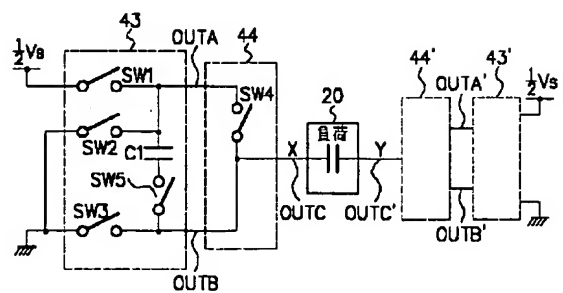 43
OUTA
44
½Vs
SW1
SW4
SW2
C1
SW5
SW3
OUTB
20
負荷
X
Y
OUTC
OUTC'
44'
OUTA'
43'
½Vs
OUTB'